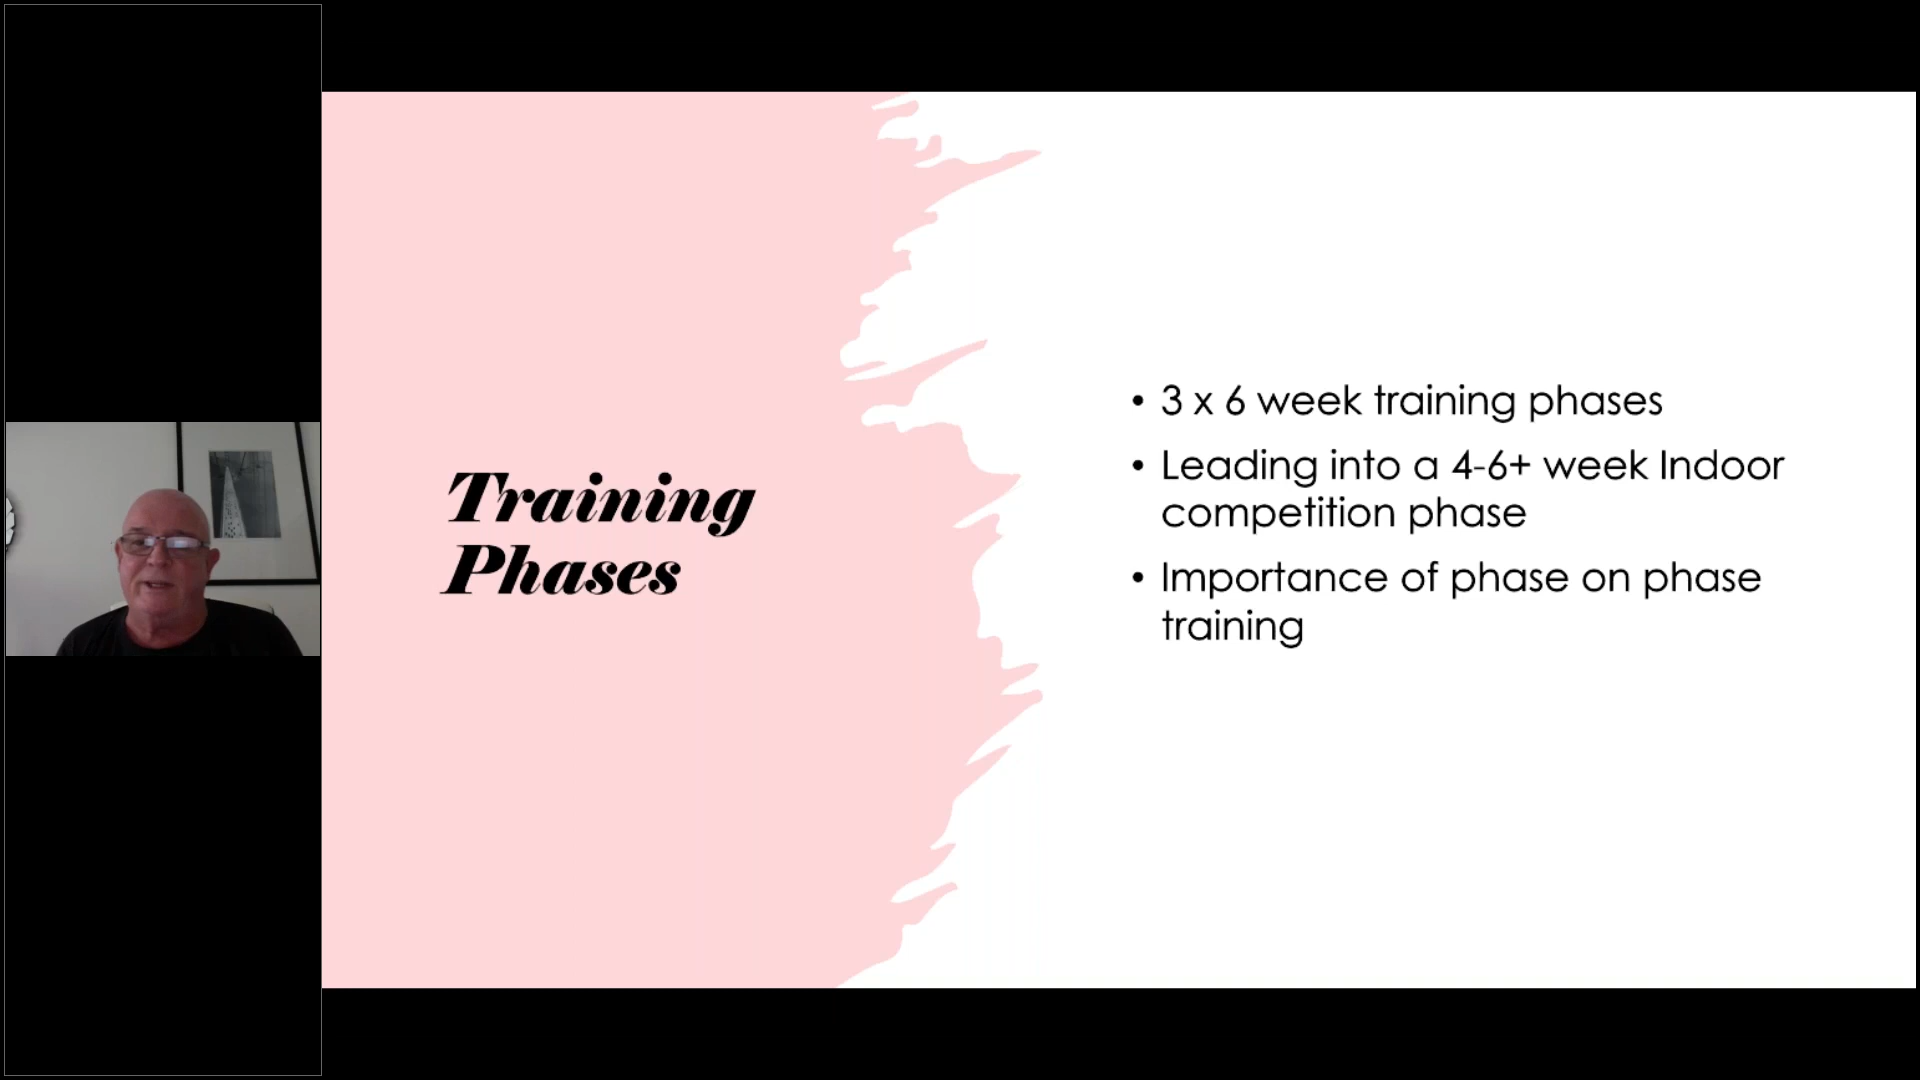 Training
Phases
• 3 x 6 week training phases
• Leading into a 4-6+ week Indoor
competition phase
• Importance of phase on phase
training